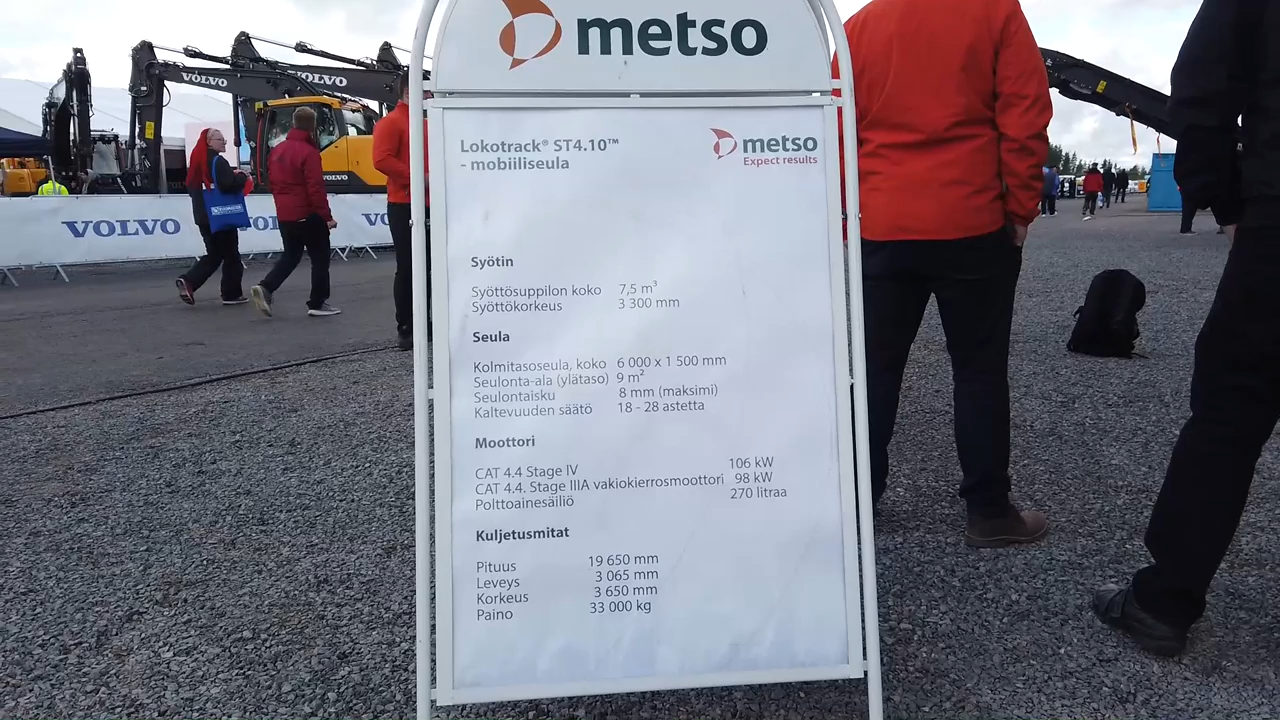 metso
VOLVO
VOLVO
VOLVO
Lokotrack® ST4.10™
- mobiiliseula
metso
Expect results
Syötin
Syöttösuppilon koko 7,5 m³
Syöttökorkeus 3 300 mm
Seula
Kolmitasoseula, koko 6 000 x 1 500 mm
Seulonta-ala (ylätaso) 9 m²
Seulontaisku 8 mm (maksimi)
Kaltevuuden säätö 18 - 28 astetta
Moottori
CAT 4.4 Stage IV 106 kW
CAT 4.4. Stage IIIA vakiokierrosmoottori 98 kW
Polttoainesäiliö 270 litraa
Kuljetusmitat
Pituus 19 650 mm
Leveys 3 065 mm
Korkeus 3 650 mm
Paino 33 000 kg
VOLVO